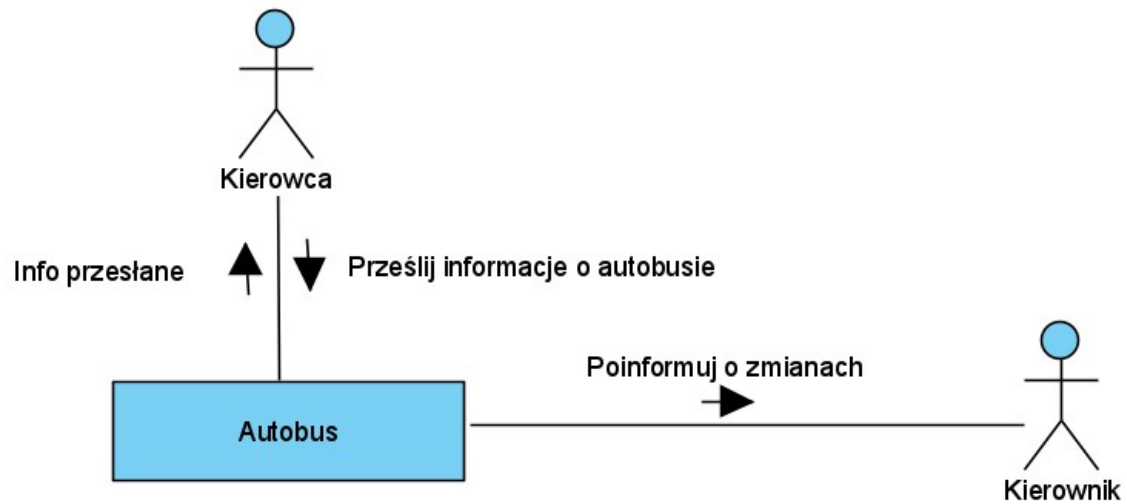 Kierowca
Info przesłane
Prześlij informacje o autobusie
Poinformuj o zmianach
Autobus
Kierownik